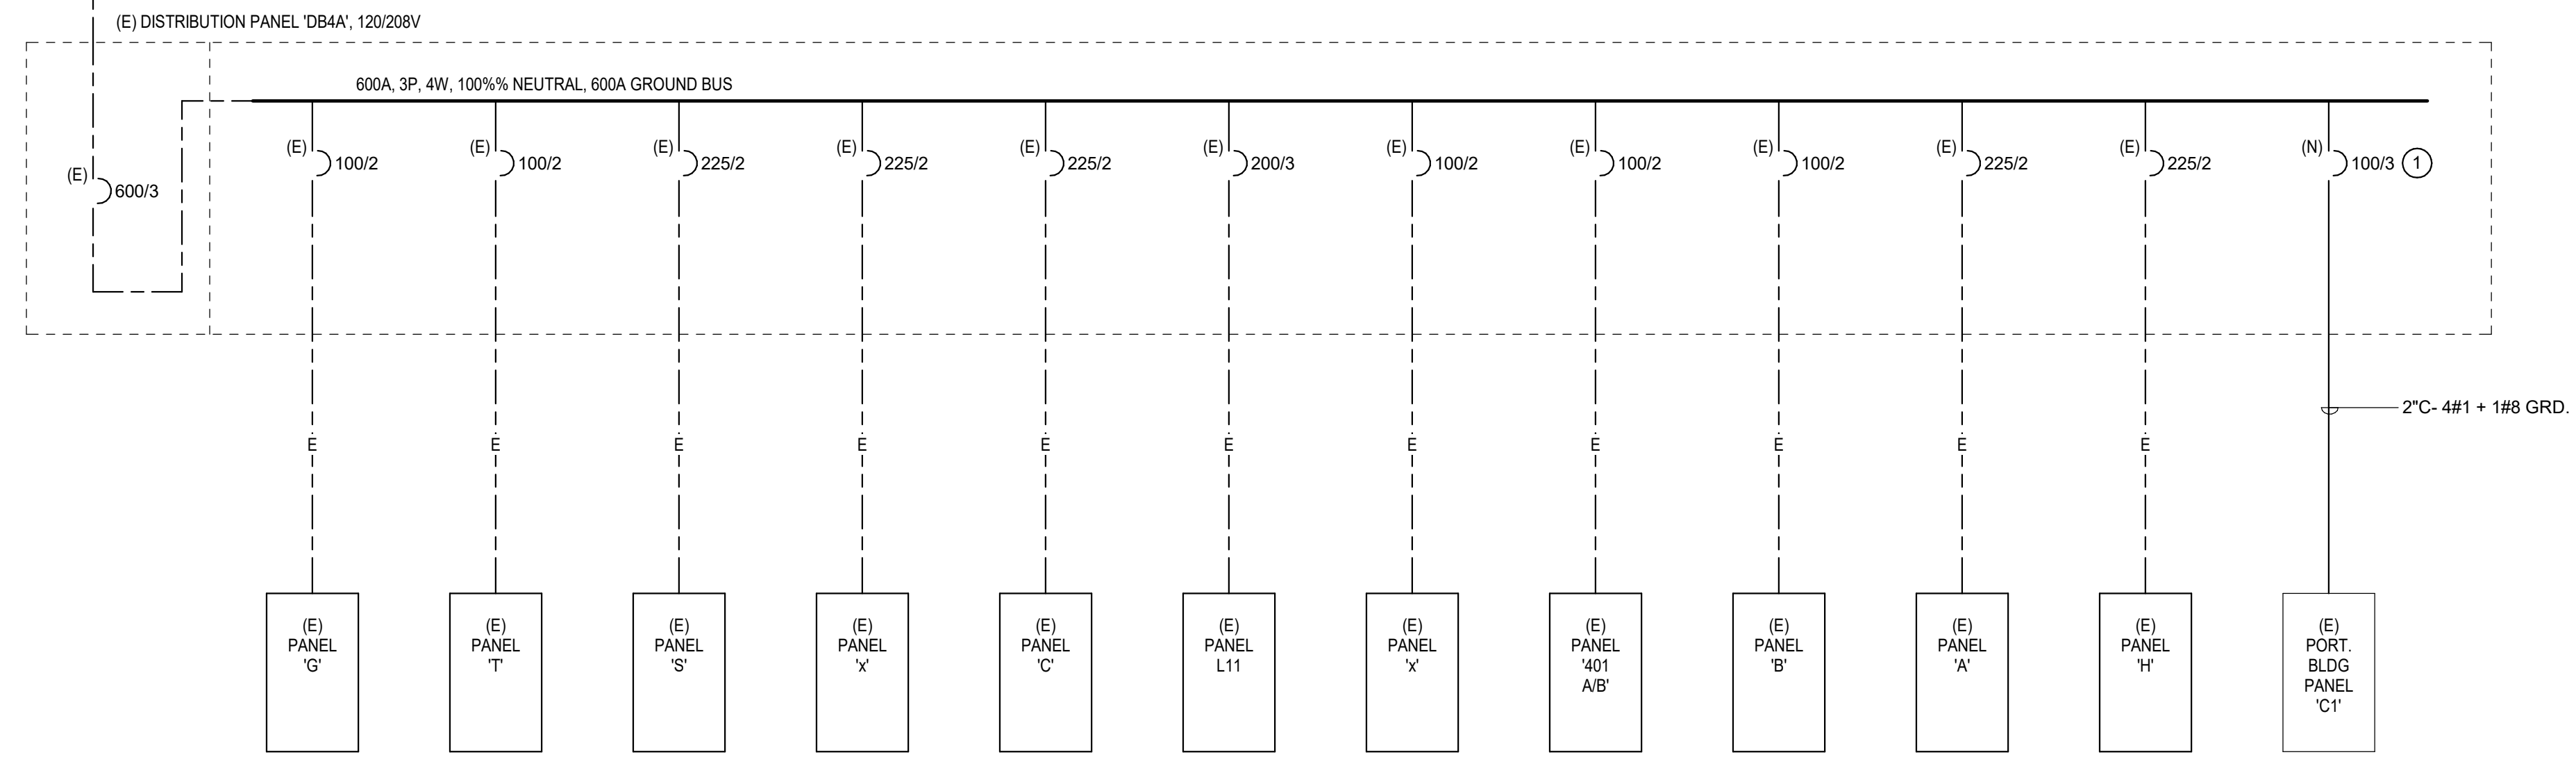 (E) DISTRIBUTION PANEL 'DB4A', 120/208V
600A, 3P, 4W, 100%% NEUTRAL, 600A GROUND BUS
(E)
600/3
(E)
100/2
(E)
100/2
(E)
225/2
(E)
225/2
(E)
225/2
(E)
200/3
(E)
100/2
(E)
100/2
(E)
100/2
(E)
225/2
(E)
225/2
(N)
100/3
1
2"C- 4#1 + 1#8 GRD.
E
E
E
E
E
E
E
E
E
E
E
(E)
PANEL
'G'
(E)
PANEL
'T'
(E)
PANEL
'S'
(E)
PANEL
'x'
(E)
PANEL
'C'
(E)
PANEL
L11
(E)
PANEL
'x'
(E)
PANEL
'401
A/B'
(E)
PANEL
'B'
(E)
PANEL
'A'
(E)
PANEL
'H'
(E)
PORT.
BLDG
PANEL
'C1'